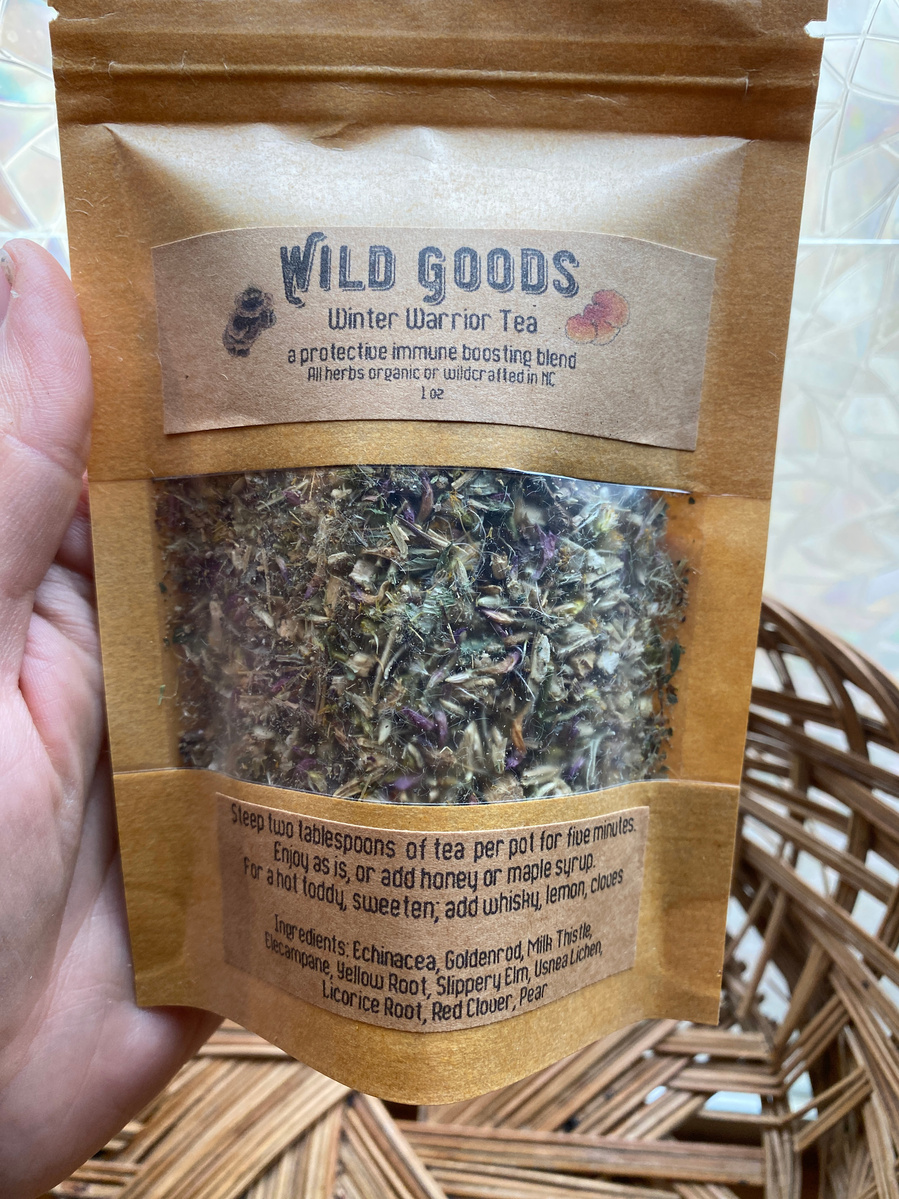 WILD GOODS
Winter Warrior Tea
a protective immune boosting blend
All herbs organic or wildcrafted in NC
1 oz
Steep two tablespoons of tea per pot for five minutes.
Enjoy as is, or add honey or maple syrup.
For a hot toddy, sweeten; add whisky, lemon, cloves
Ingredients: Echinacea, Goldenrod, Milk Thistle,
Elecampane, Yellow Root, Slippery Elm, Usnea Lichen,
Licorice Root, Red Clover, Pear